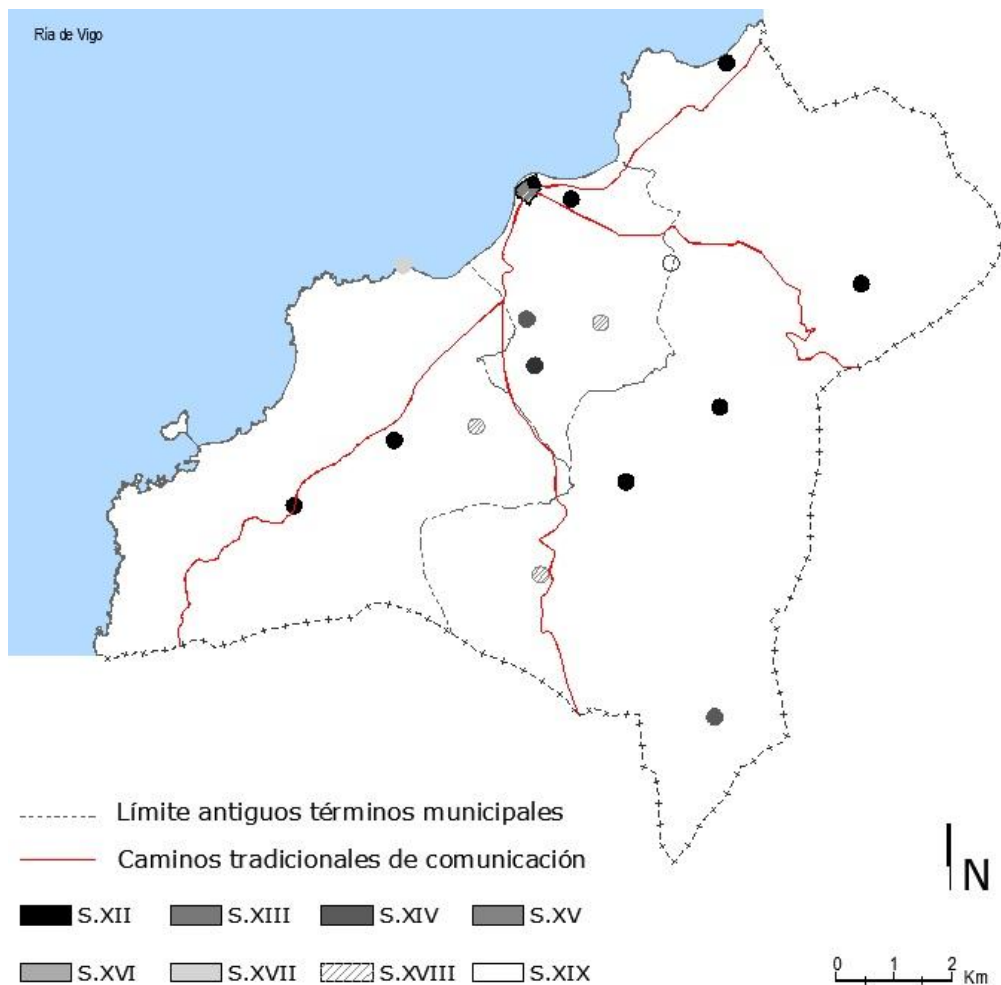 Ría de Vigo
Límite antiguos términos municipales
Caminos tradicionales de comunicación
N
S.XII S.XIII S.XIV S.XV
S.XVI S.XVII S.XVIII S.XIX
0 1 2 Km